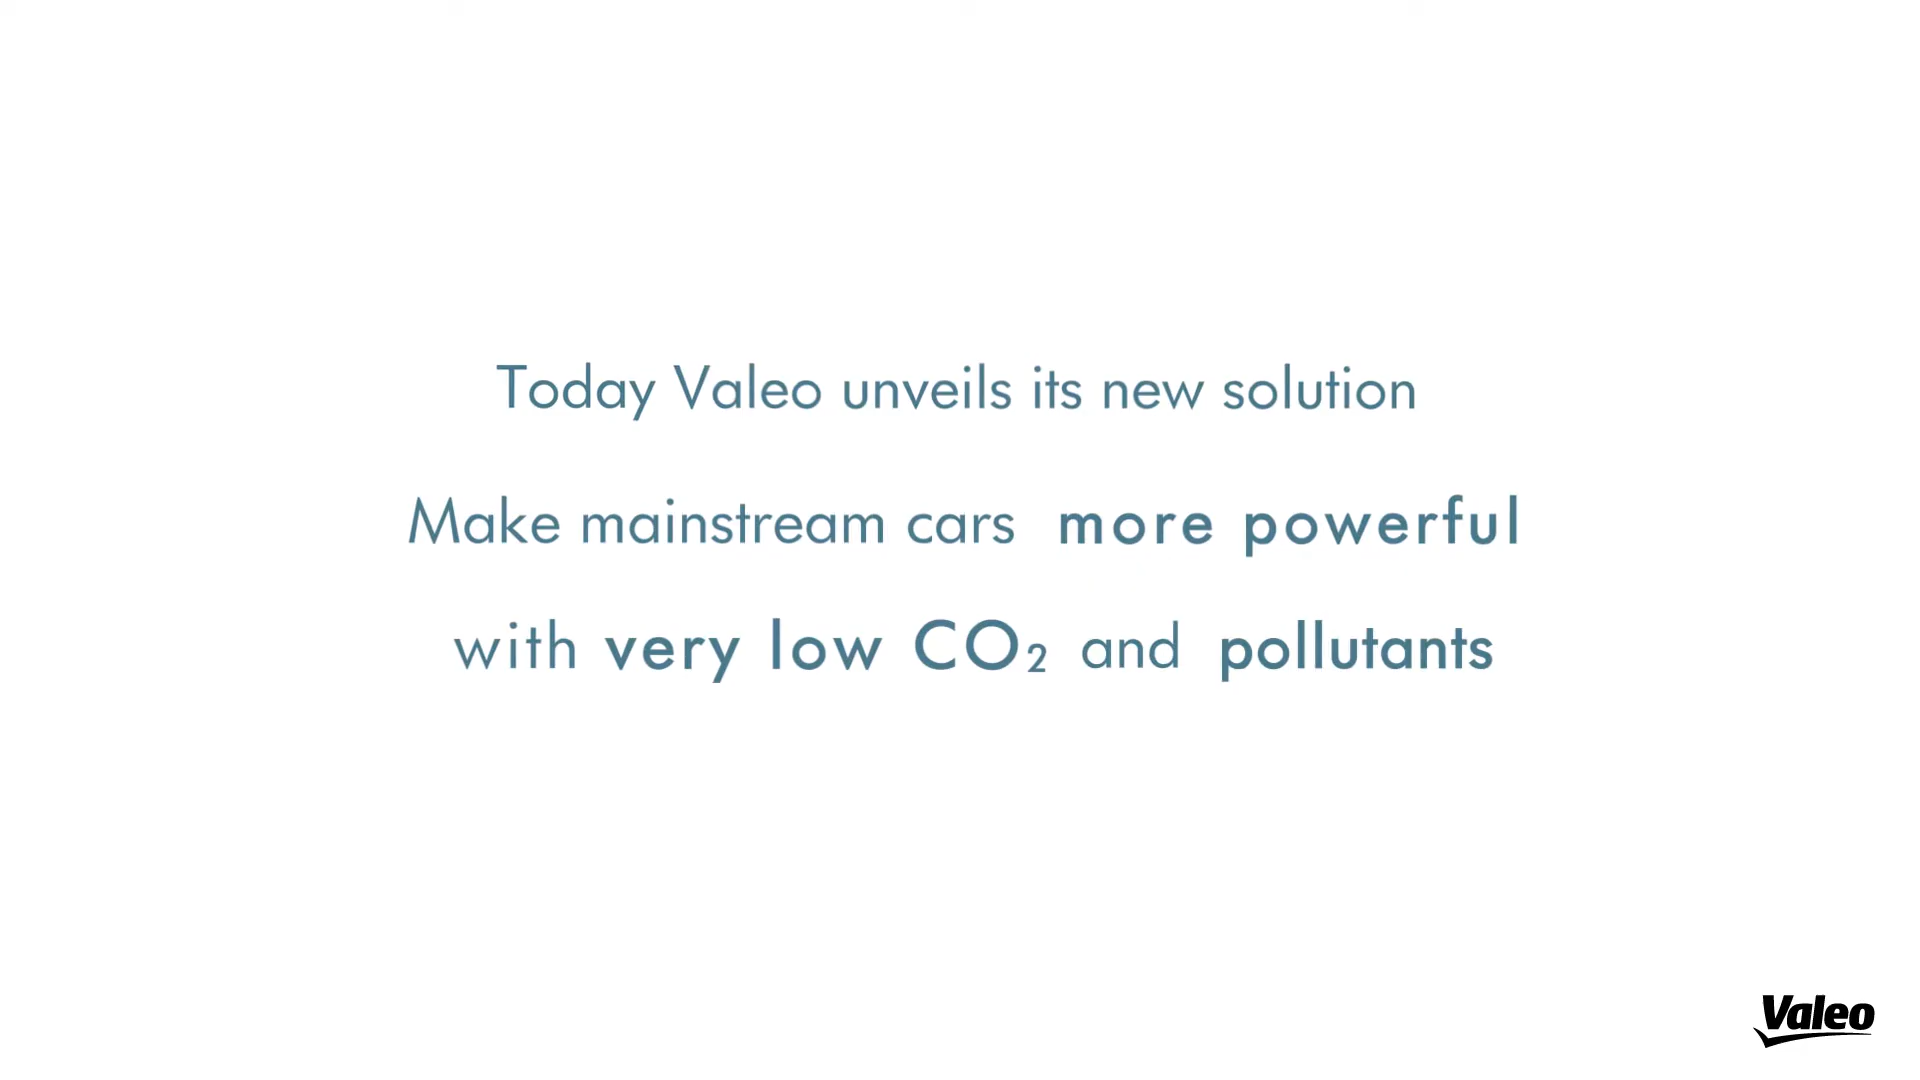 Today Valeo unveils its new solution
Make mainstream cars more powerful
with very low CO₂ and pollutants
Valeo